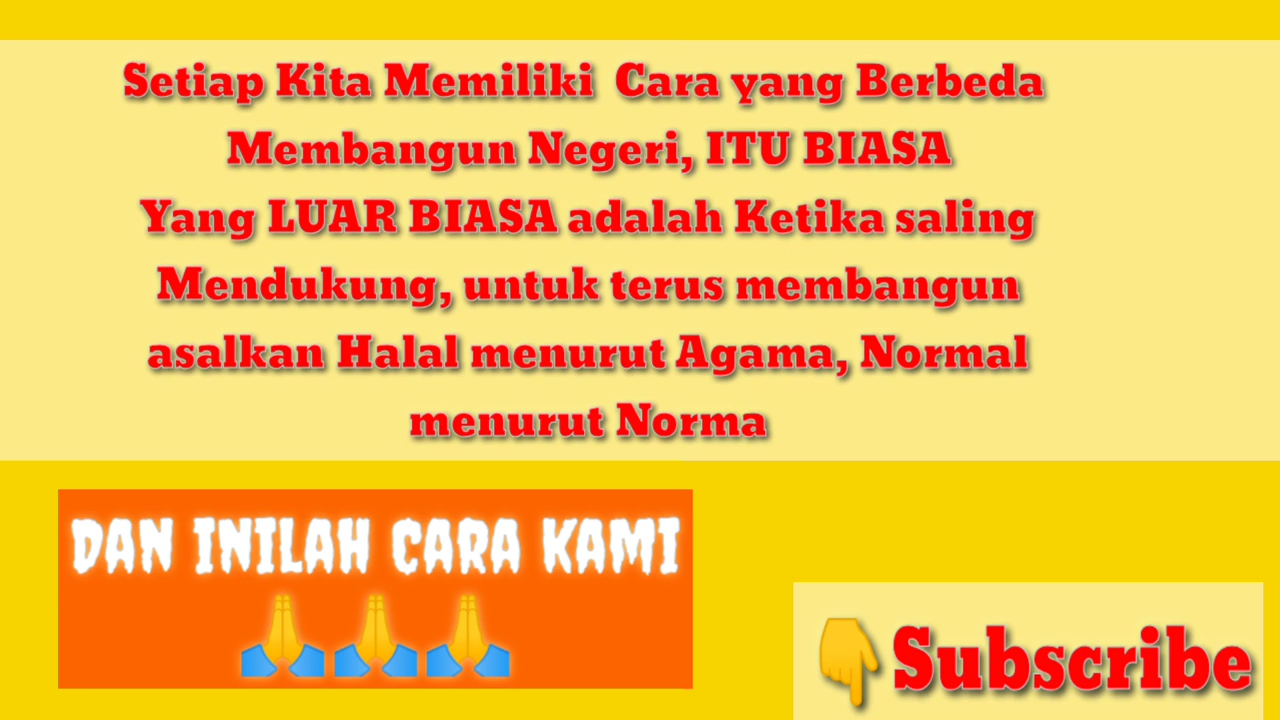 Setiap Kita Memiliki Cara yang Berbeda
Membangun Negeri, ITU BIASA
Yang LUAR BIASA adalah Ketika saling
Mendukung, untuk terus membangun
asalkan Halal menurut Agama, Normal
menurut Norma
DAN INILAH CARA KAMI
🙏🙏🙏
👇Subscribe